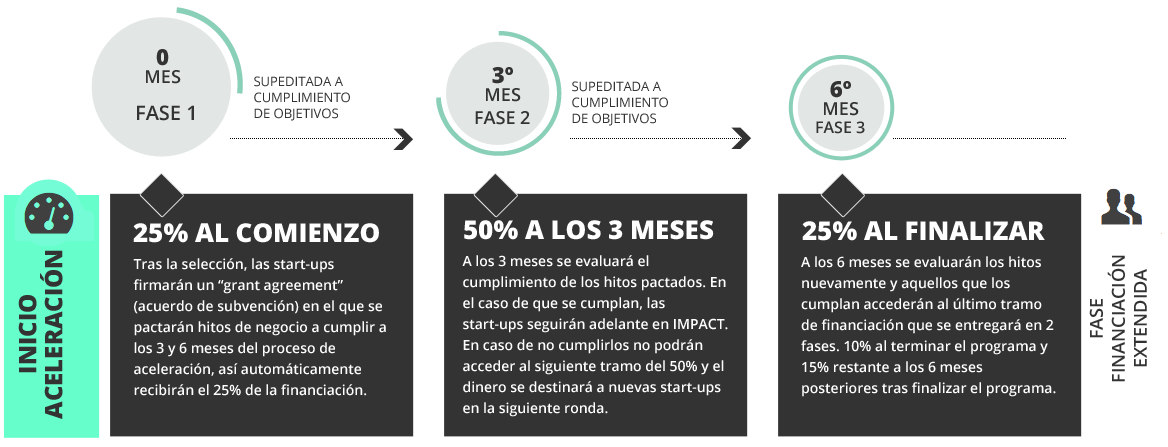 0
MES
FASE 1
SUPEDITADA A
CUMPLIMIENTO
DE OBJETIVOS
3º
MES
FASE 2
SUPEDITADA A
CUMPLIMIENTO
DE OBJETIVOS
6º
MES
FASE 3
INICIO
ACELERACIÓN
25% AL COMIENZO
Tras la selección, las start-ups
firmarán un “grant agreement”
(acuerdo de subvención) en el que se
pactarán hitos de negocio a cumplir a
los 3 y 6 meses del proceso de
aceleración, así automáticamente
recibirán el 25% de la financiación.
50% A LOS 3 MESES
A los 3 meses se evaluará el
cumplimiento de los hitos pactados. En
el caso de que se cumplan, las
start-ups seguirán adelante en IMPACT.
En caso de no cumplirlos no podrán
acceder al siguiente tramo del 50% y el
dinero se destinará a nuevas start-ups
en la siguiente ronda.
25% AL FINALIZAR
A los 6 meses se evaluarán los hitos
nuevamente y aquellos que los
cumplan accederán al último tramo
de financiación que se entregará en 2
fases. 10% al terminar el programa y
15% restante a los 6 meses
posteriores tras finalizar el programa.
FASE
FINANCIACIÓN
EXTENDIDA